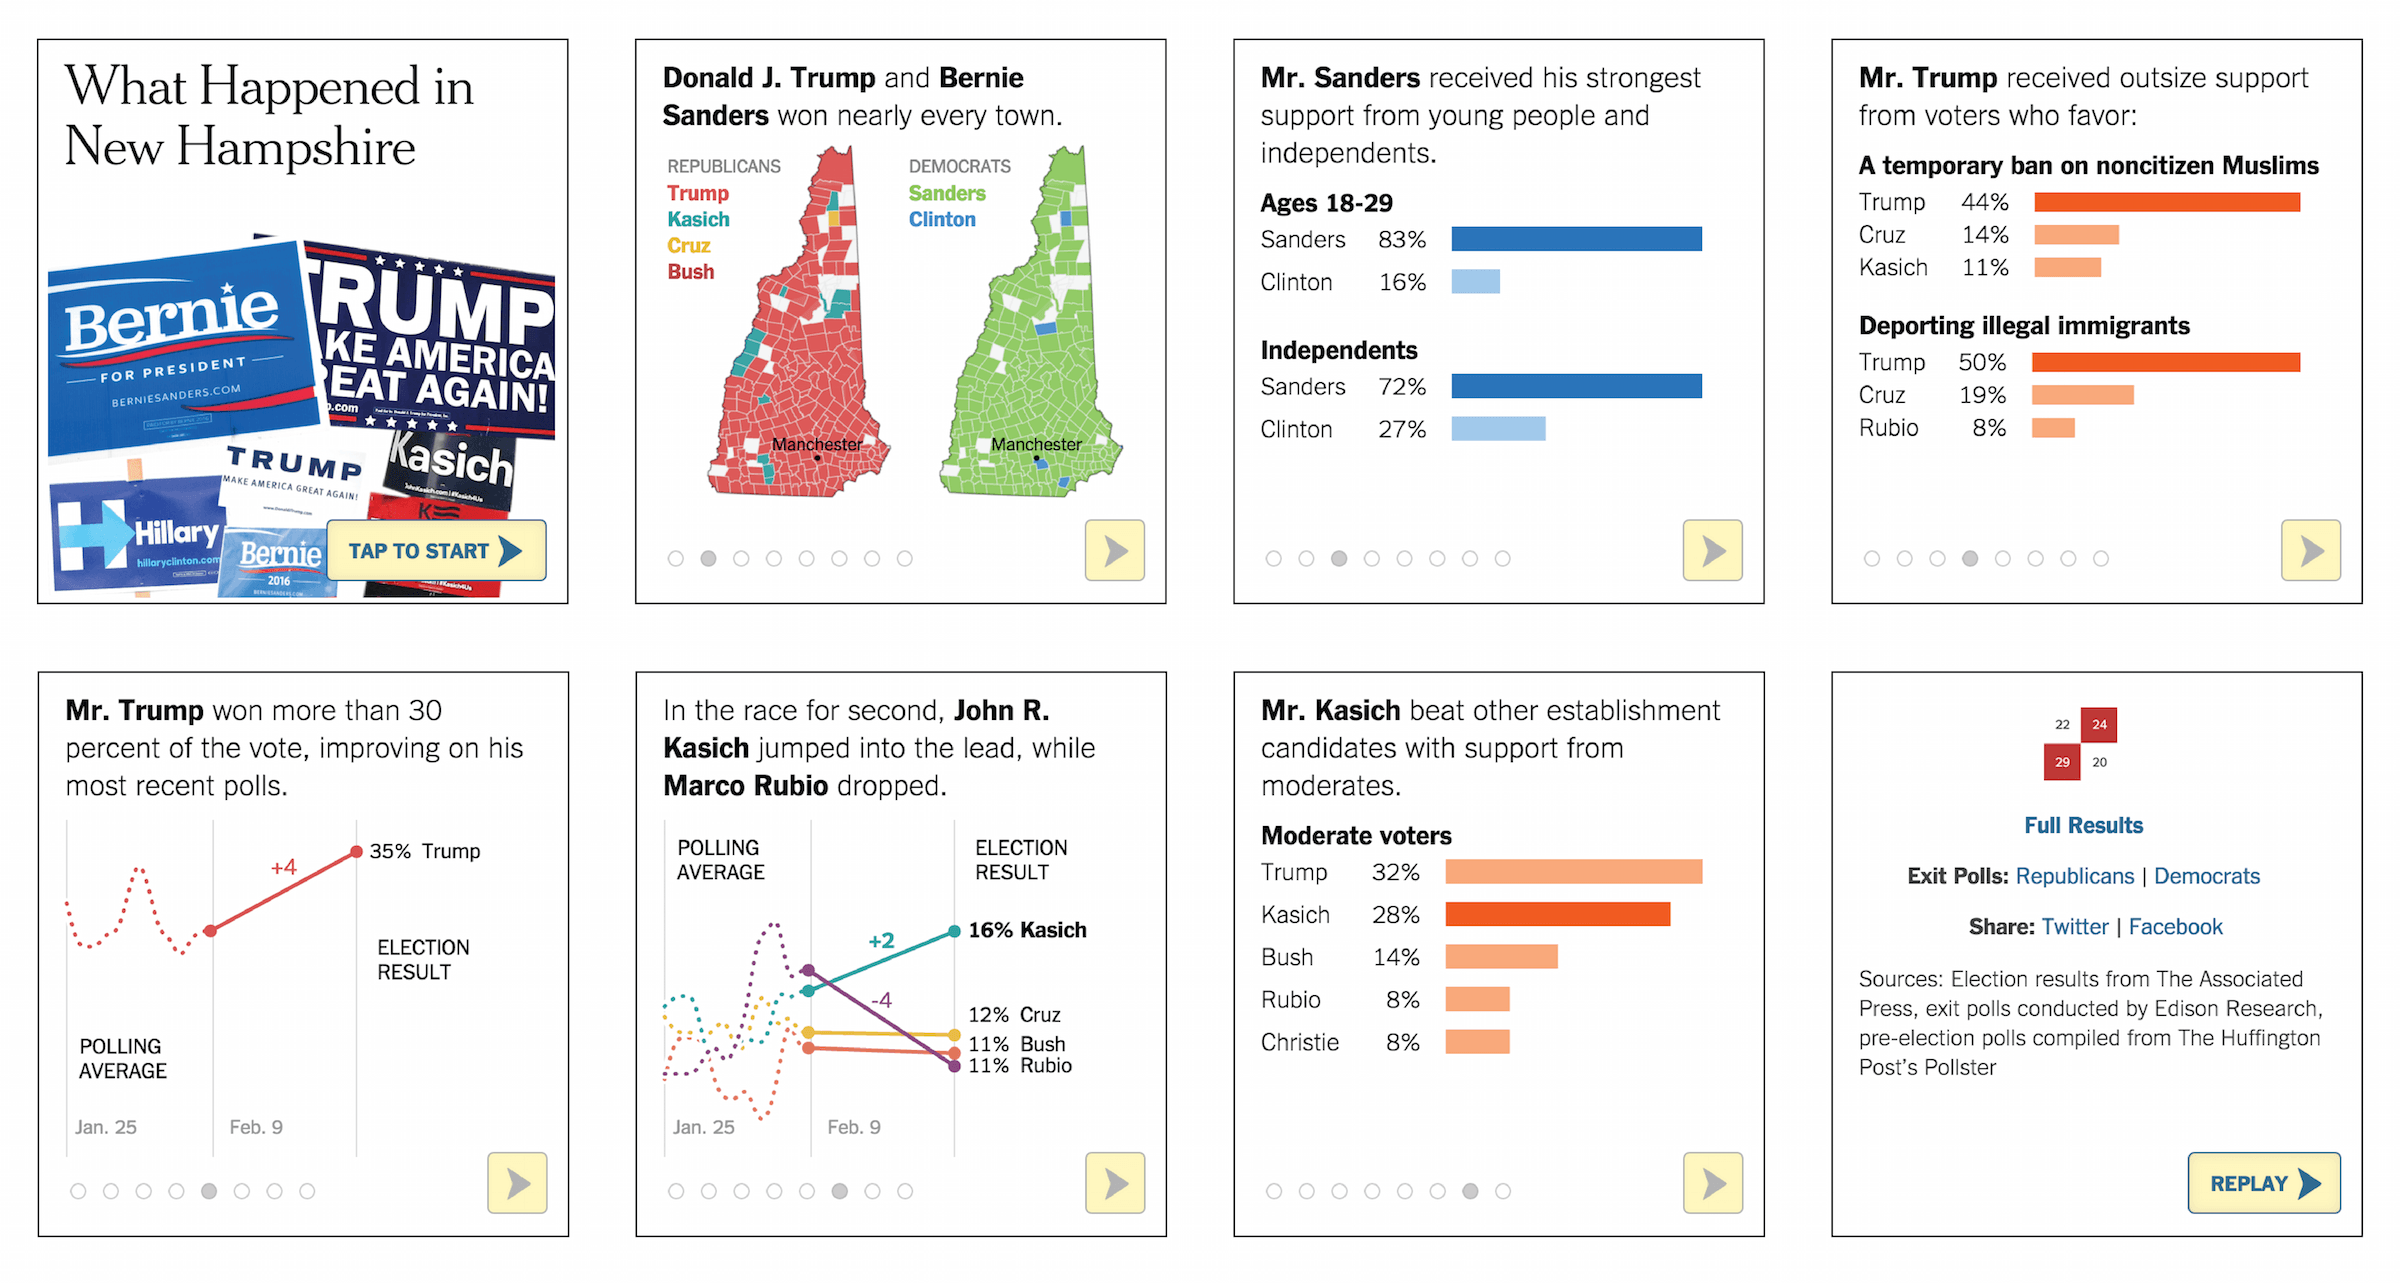 What Happened in
New Hampshire
Bernie
FOR PRESIDENT
BERNIESANDERS.COM
TRUMP
KE AMERICA
EAT AGAIN!
.com
TRUMP
MAKE AMERICA GREAT AGAIN!
Kasich
H
Hillary
hillaryclinton.com
Bernie
2016
BERNIESANDERS.COM
TAP TO START
Donald J. Trump and Bernie
Sanders won nearly every town.
REPUBLICANS
Trump
Kasich
Cruz
Bush
Manchester
DEMOCRATS
Sanders
Clinton
Manchester
Mr. Sanders received his strongest
support from young people and
independents.
Ages 18-29
Sanders 83%
Clinton 16%
Independents
Sanders 72%
Clinton 27%
Mr. Trump received outsize support
from voters who favor:
A temporary ban on noncitizen Muslims
Trump 44%
Cruz 14%
Kasich 11%
Deporting illegal immigrants
Trump 50%
Cruz 19%
Rubio 8%
Mr. Trump won more than 30
percent of the vote, improving on his
most recent polls.
+4
35% Trump
ELECTION
RESULT
POLLING
AVERAGE
Jan. 25
Feb. 9
In the race for second, John R.
Kasich jumped into the lead, while
Marco Rubio dropped.
POLLING
AVERAGE
ELECTION
RESULT
+2
16% Kasich
-4
12% Cruz
11% Bush
11% Rubio
Jan. 25
Feb. 9
Mr. Kasich beat other establishment
candidates with support from
moderates.
Moderate voters
Trump 32%
Kasich 28%
Bush 14%
Rubio 8%
Christie 8%
22 24
29 20
Full Results
Exit Polls: Republicans | Democrats
Share: Twitter | Facebook
Sources: Election results from The Associated
Press, exit polls conducted by Edison Research,
pre-election polls compiled from The Huffington
Post's Pollster
REPLAY